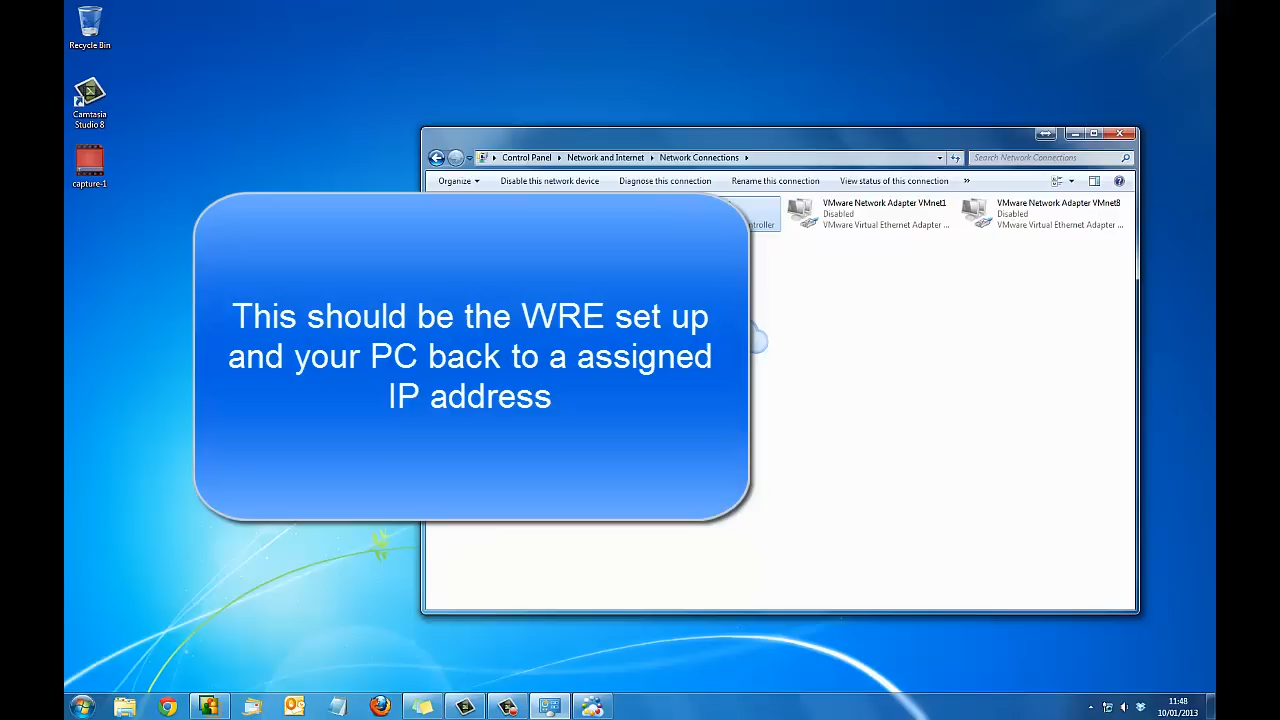 Recycle Bin
Camtasia
Studio 8
capture-1
Control Panel
Network and Internet
Network Connections
Search Network Connections
Organize
Disable this network device
Diagnose this connection
Rename this connection
View status of this connection
»
ontroller
VMware Network Adapter VMnet1
Disabled
VMware Virtual Ethernet Adapter ...
VMware Network Adapter VMnet8
Disabled
VMware Virtual Ethernet Adapter ...
This should be the WRE set up
and your PC back to a assigned
IP address
11:48
10/01/2013